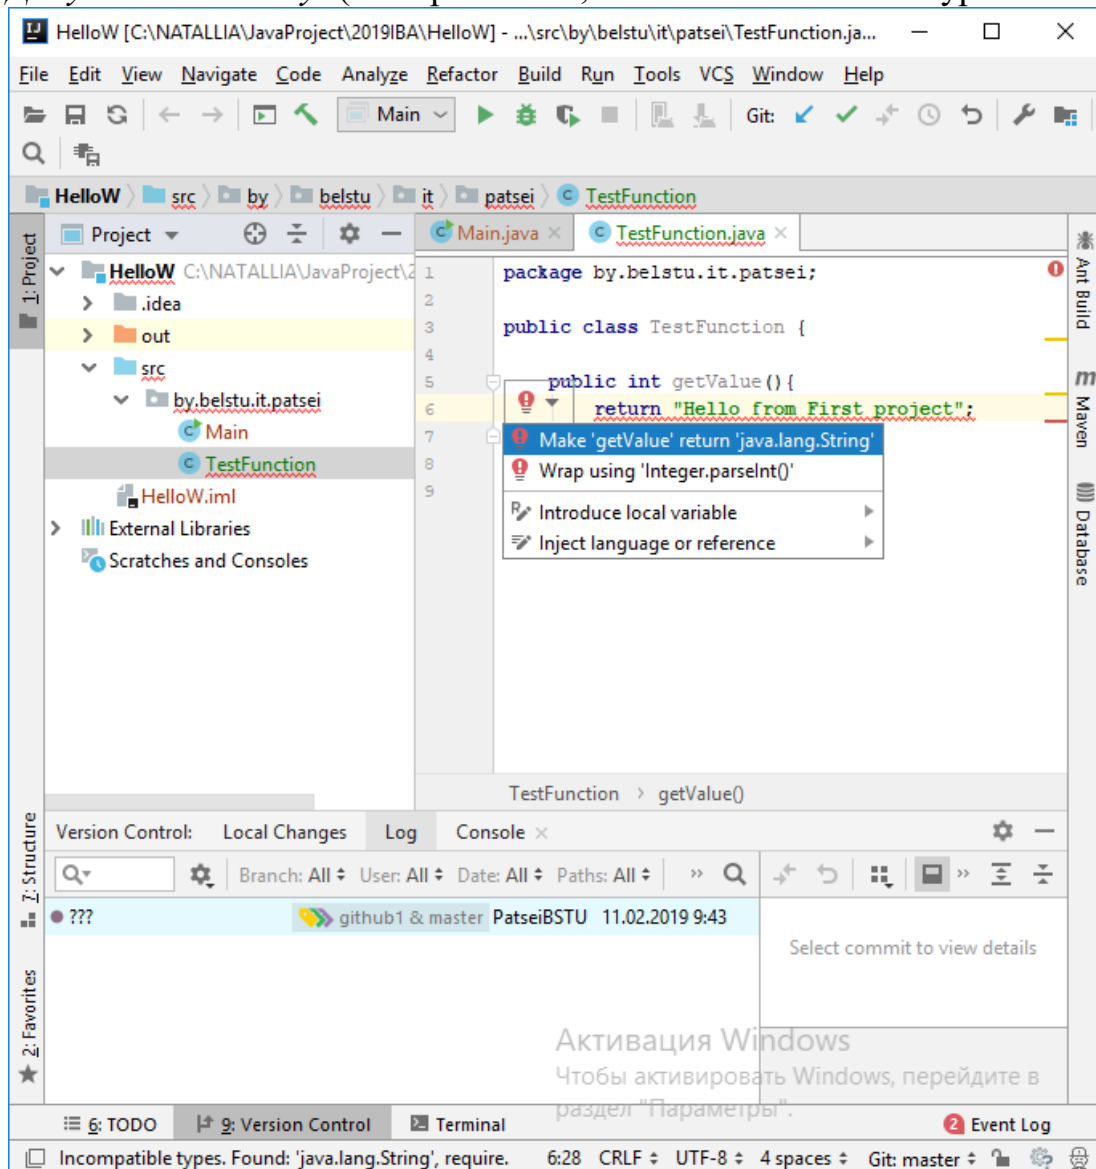 HelloW [C:\NATALLIA\JavaProject\2019IBA\HelloW] - ...\src\by\belstu\it\patsei\TestFunction.ja...
File Edit View Navigate Code Analyze Refactor Build Run Tools VCS Window Help
Main Git:
HelloW src by belstu it patsei TestFunction
1: Project
Project
Main.java TestFunction.java
HelloW C:\NATALLIA\JavaProject\2
.idea
out
src
by.belstu.it.patsei
Main
TestFunction
HelloW.iml
External Libraries
Scratches and Consoles
1 package by.belstu.it.patsei;
2
3 public class TestFunction {
4
5 public int getValue(){
6 return "Hello from First project";
7
8
9
Make 'getValue' return 'java.lang.String'
Wrap using 'Integer.parseInt()'
Introduce local variable
Inject language or reference
Ant Build
Maven
Database
TestFunction > getValue()
7: Structure
2: Favorites
Version Control: Local Changes Log Console
Branch: All User: All Date: All Paths: All »
»
??? github1 & master PatseiBSTU 11.02.2019 9:43
Select commit to view details
Активация Windows
Чтобы активировать Windows, перейдите в
раздел "Параметры".
6: TODO 9: Version Control Terminal 2 Event Log
Incompatible types. Found: 'java.lang.String', require. 6:28 CRLF UTF-8 4 spaces Git: master